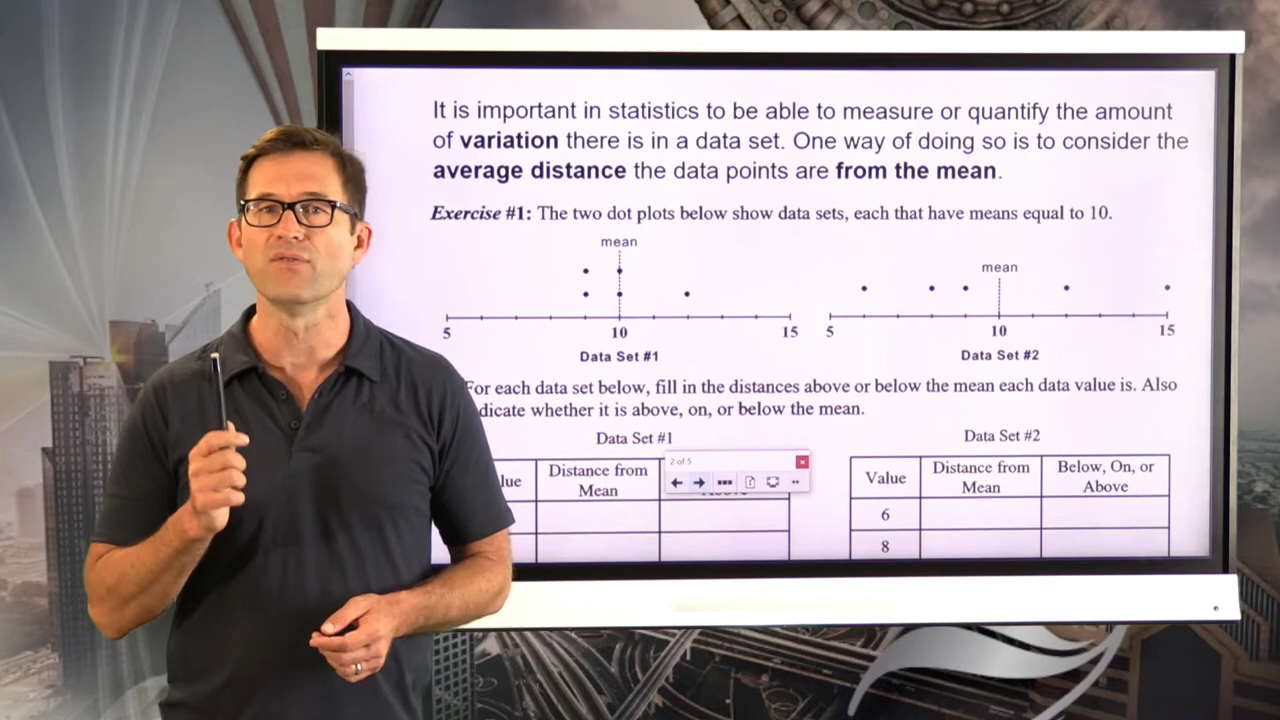 It is important in statistics to be able to measure or quantify the amount
of variation there is in a data set. One way of doing so is to consider the
average distance the data points are from the mean.
Exercise #1: The two dot plots below show data sets, each that have means equal to 10.
mean
mean
5 10 15
5 10 15
Data Set #1
Data Set #2
For each data set below, fill in the distances above or below the mean each data value is. Also
dicate whether it is above, on, or below the mean.
Data Set #1
Data Set #2
2 of 5
lue
Distance from
Mean
Above
Value
Distance from
Mean
Below, On, or
Above
6
8